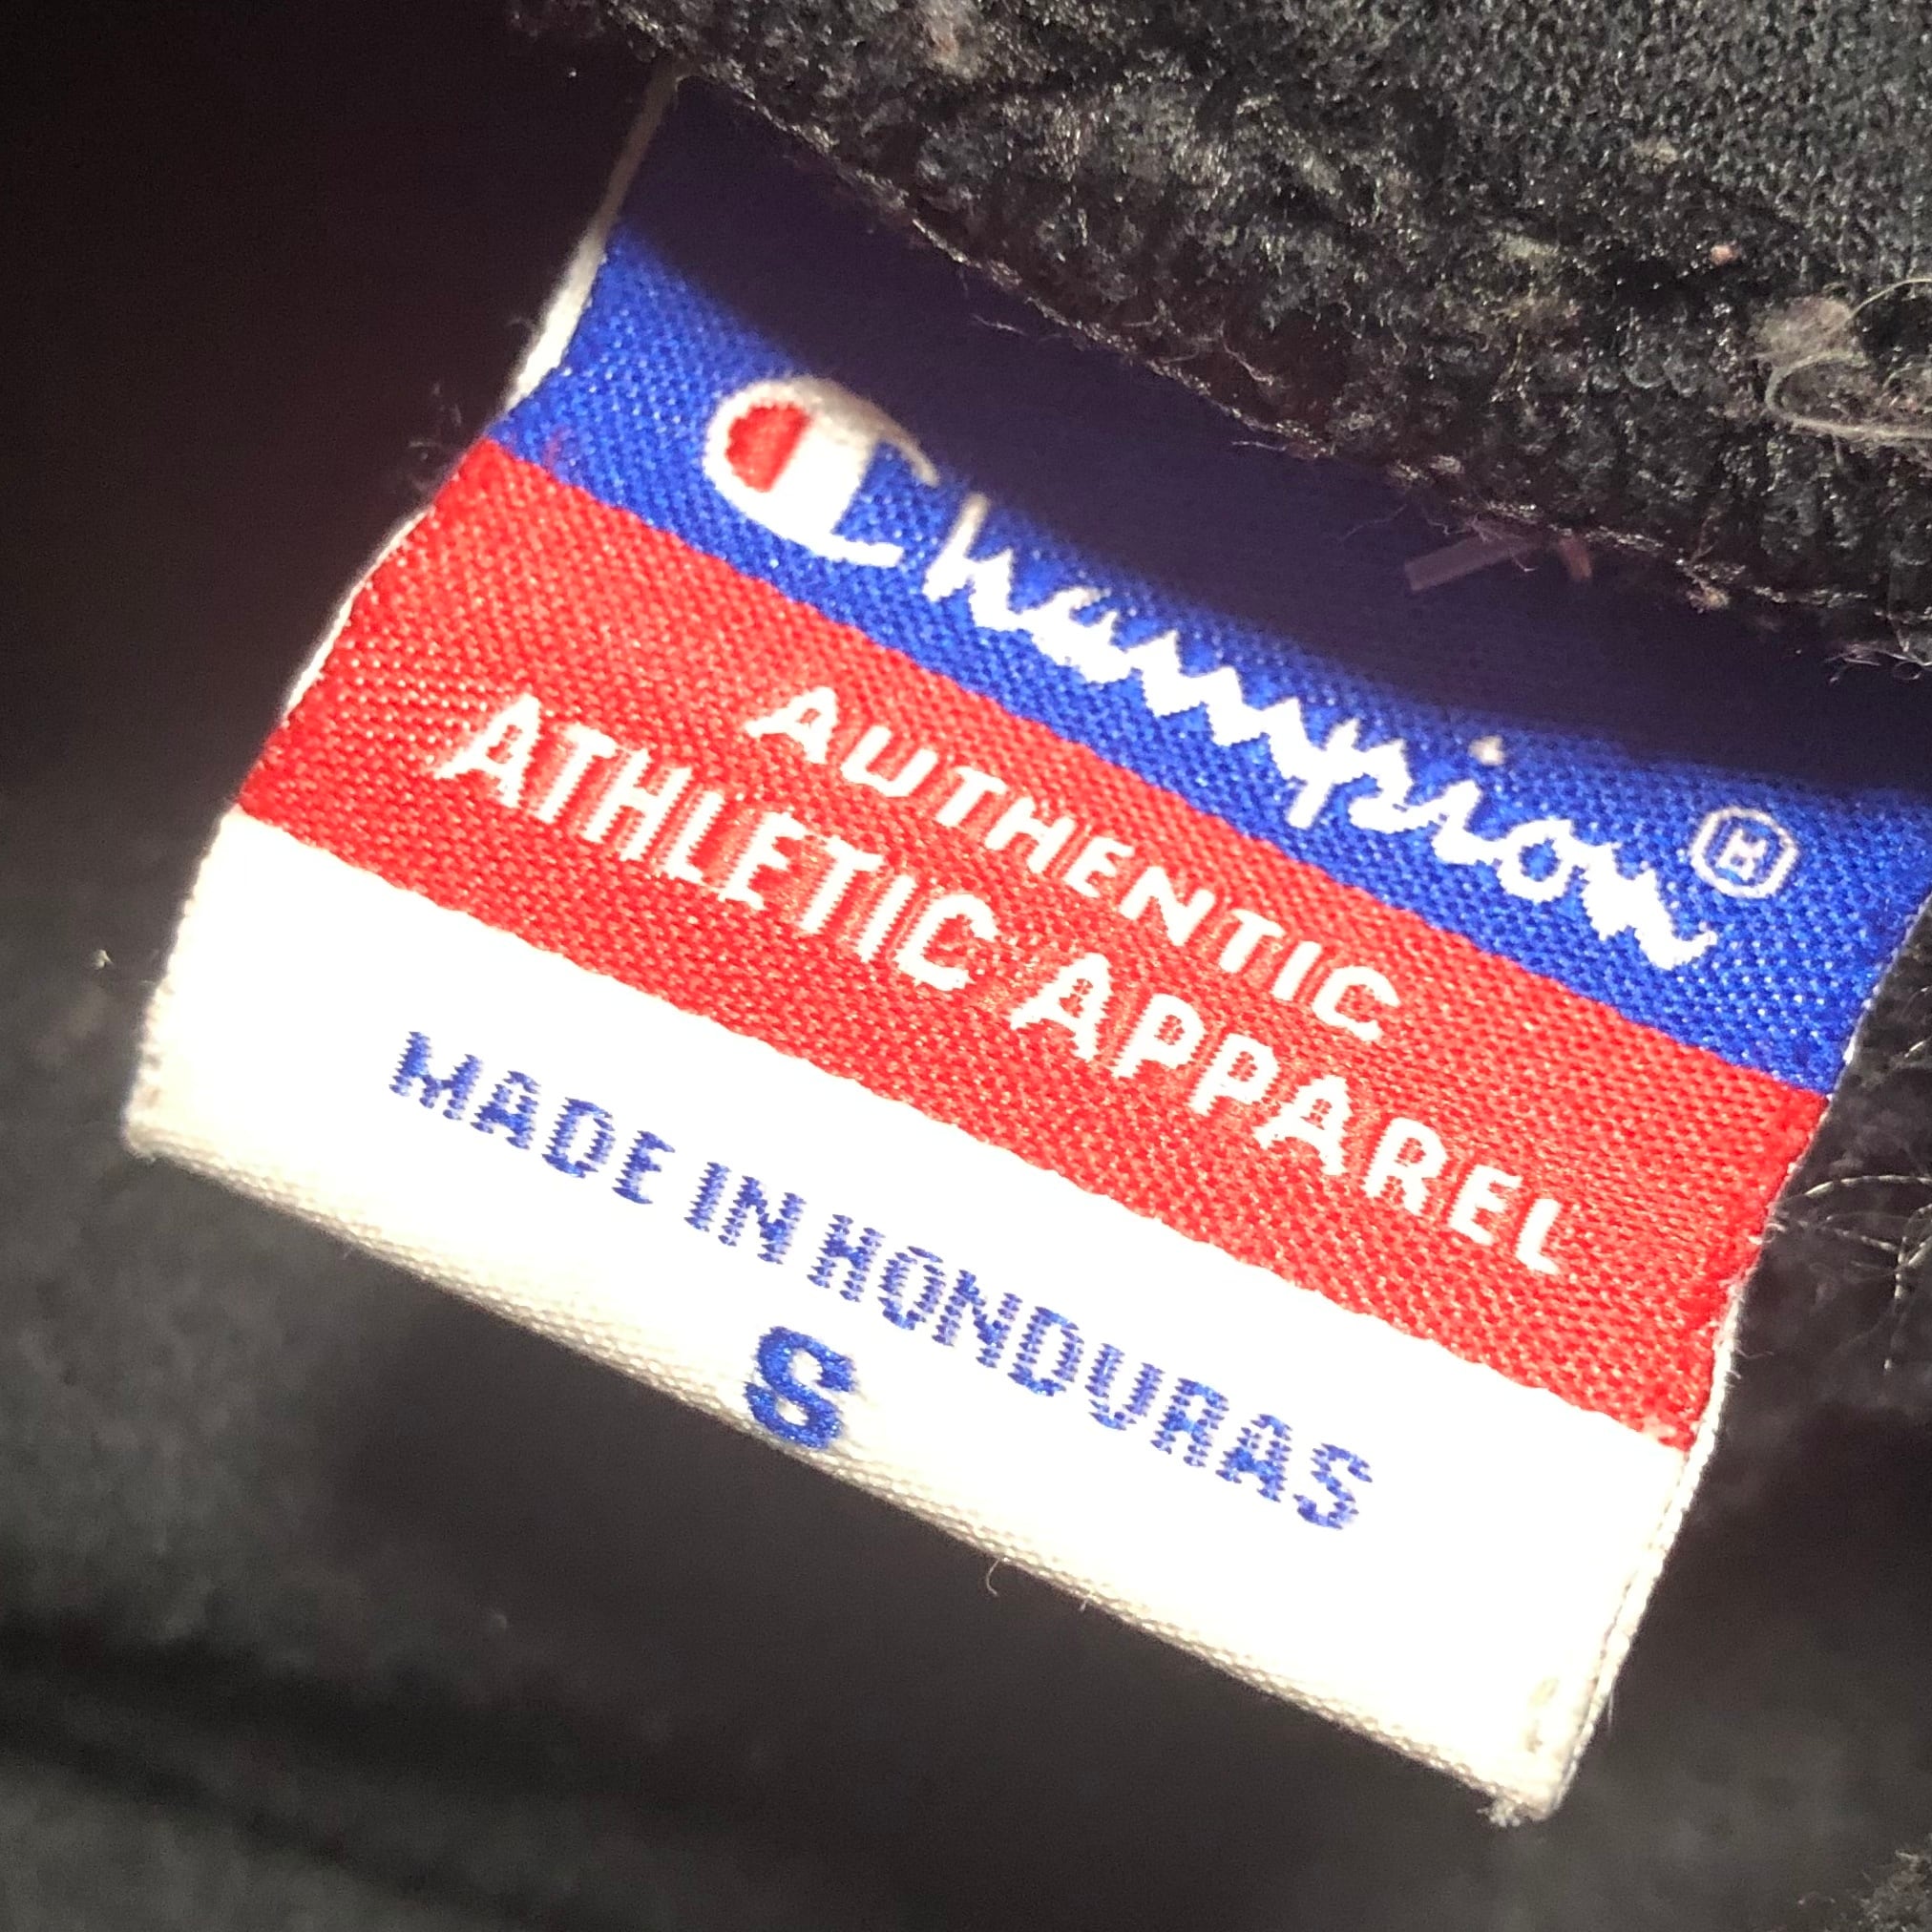 Champion®
AUTHENTIC
ATHLETIC APPAREL
MADE IN HONDURAS
S